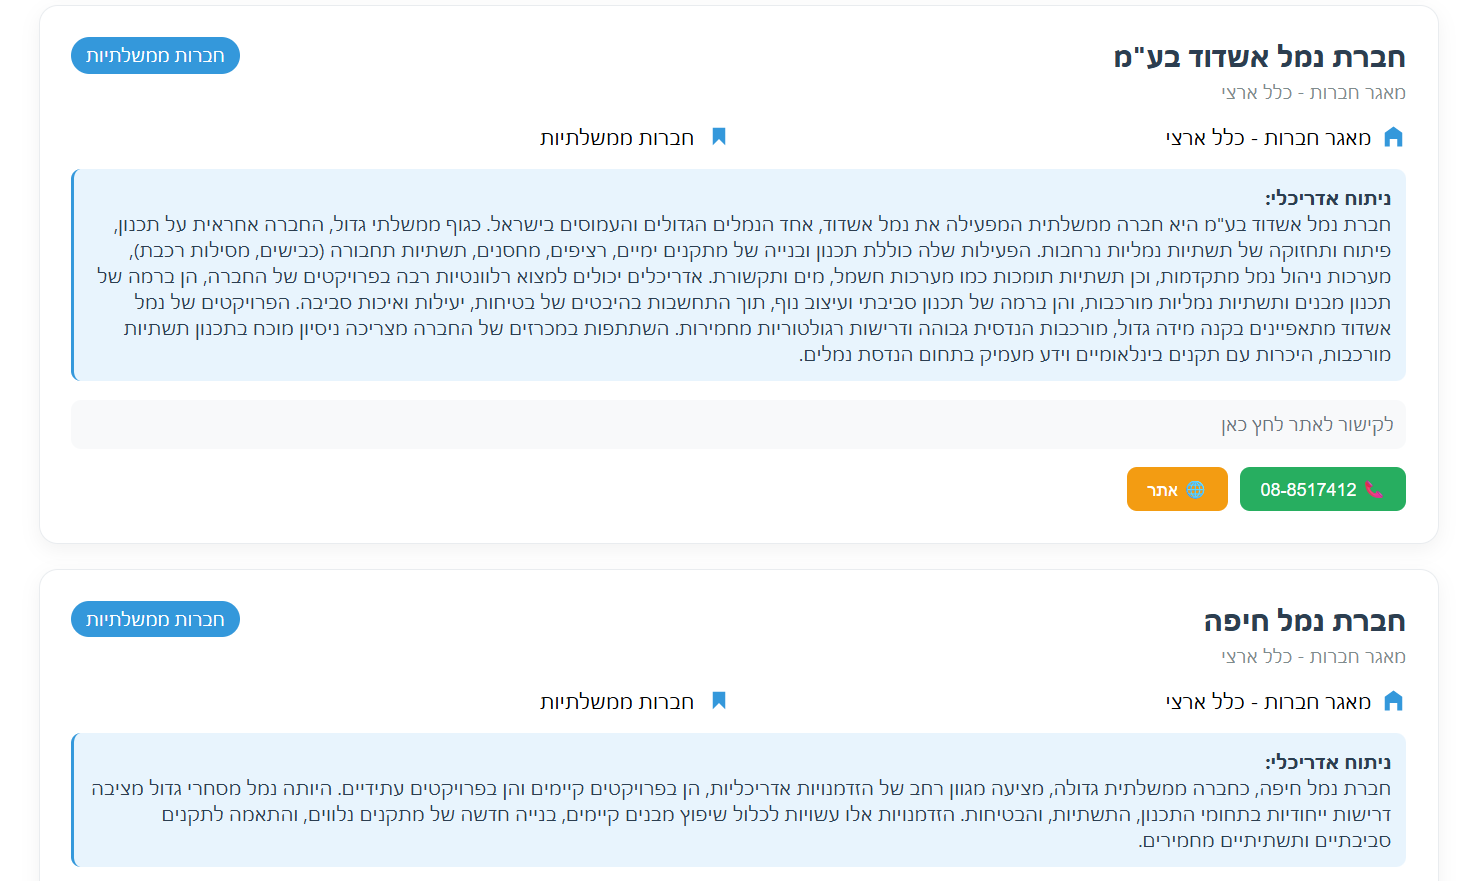 חברת נמל אשדוד בע"מ
חברות ממשלתיות
מאגר חברות - כלל ארצי
מאגר חברות - כלל ארצי
חברות ממשלתיות
ניתוח אדריכלי:
חברת נמל אשדוד בע"מ היא חברה ממשלתית המפעילה את נמל אשדוד, אחד הנמלים הגדולים והעמוסים בישראל. כגוף ממשלתי גדול, החברה אחראית על תכנון,
פיתוח ותחזוקה של תשתיות נמליות נרחבות. הפעילות שלה כוללת תכנון ובנייה של מתקנים ימיים, רציפים, מחסנים, תשתיות תחבורה (כבישים, מסילות רכבת),
מערכות ניהול נמל מתקדמות, וכן תשתיות תומכות כמו מערכות חשמל, מים ותקשורת. אדריכלים יכולים למצוא רלוונטיות רבה בפרויקטים של החברה, הן ברמה של
תכנון מבנים ותשתיות נמליות מורכבות, והן ברמה של תכנון סביבתי ועיצוב נוף, תוך התחשבות בהיבטים של בטיחות, יעילות ואיכות סביבה. הפרויקטים של נמל
אשדוד מתאפיינים בקנה מידה גדול, מורכבות הנדסית גבוהה ודרישות רגולטוריות מחמירות. השתתפות במכרזים של החברה מצריכה ניסיון מוכח בתכנון תשתיות
מורכבות, היכרות עם תקנים בינלאומיים וידע מעמיק בתחום הנדסת נמלים.
לקישור לאתר לחץ כאן
08-8517412
אתר
חברת נמל חיפה
חברות ממשלתיות
מאגר חברות - כלל ארצי
מאגר חברות - כלל ארצי
חברות ממשלתיות
ניתוח אדריכלי:
חברת נמל חיפה, כחברה ממשלתית גדולה, מציעה מגוון רחב של הזדמנויות אדריכליות, הן בפרויקטים קיימים והן בפרויקטים עתידיים. היותה נמל מסחרי גדול מציבה
דרישות ייחודיות בתחומי התכנון, התשתיות, והבטיחות. הזדמנויות אלו עשויות לכלול שיפוץ מבנים קיימים, בנייה חדשה של מתקנים נלווים, והתאמה לתקנים
סביבתיים ותשתיתיים מחמירים.